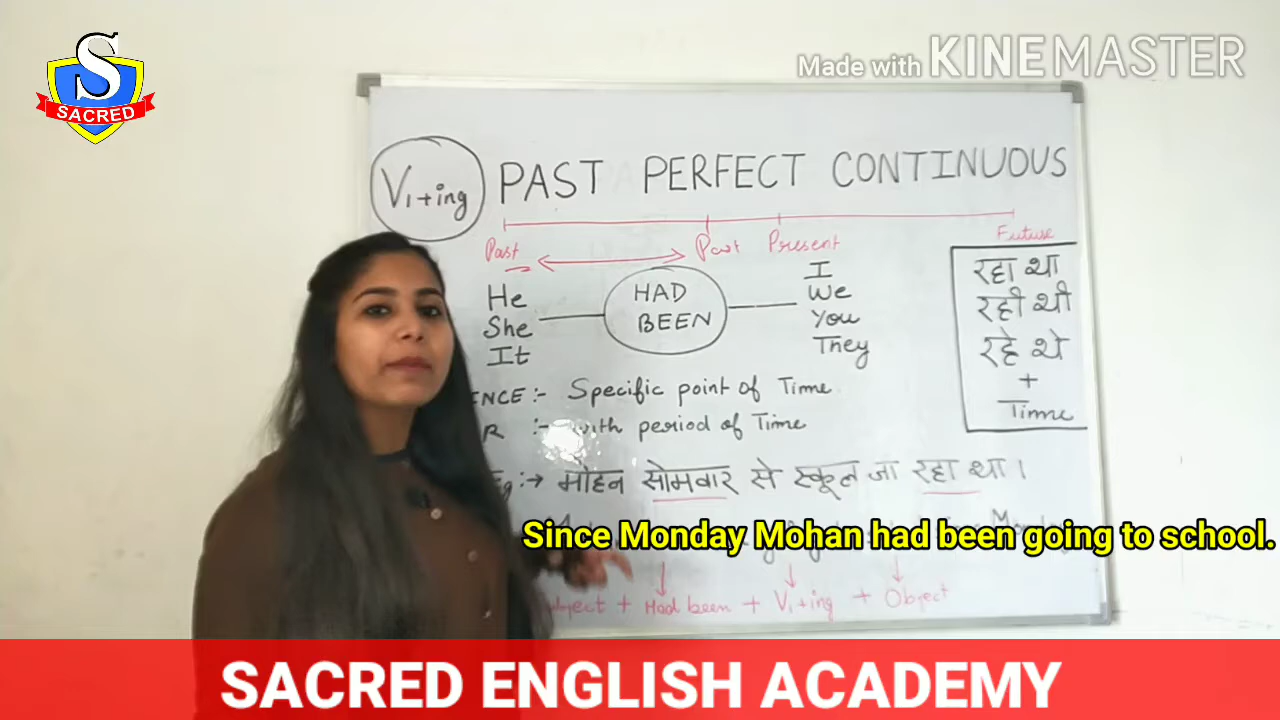 S
SACRED
Made with KINEMASTER
V1+ing PAST PERFECT CONTINUOUS
Past Past Present Future
He
She
It
HAD
BEEN
I
We
You
They
रहा था
रही थी
रहे थे
+
Time
:- Specific point of Time
:- with period of Time
Eg :→ मोहन सोमवार से स्कूल जा रहा था।
Since Monday Mohan had been going to school.
+ Had been + V1+ing + Object
SACRED ENGLISH ACADEMY